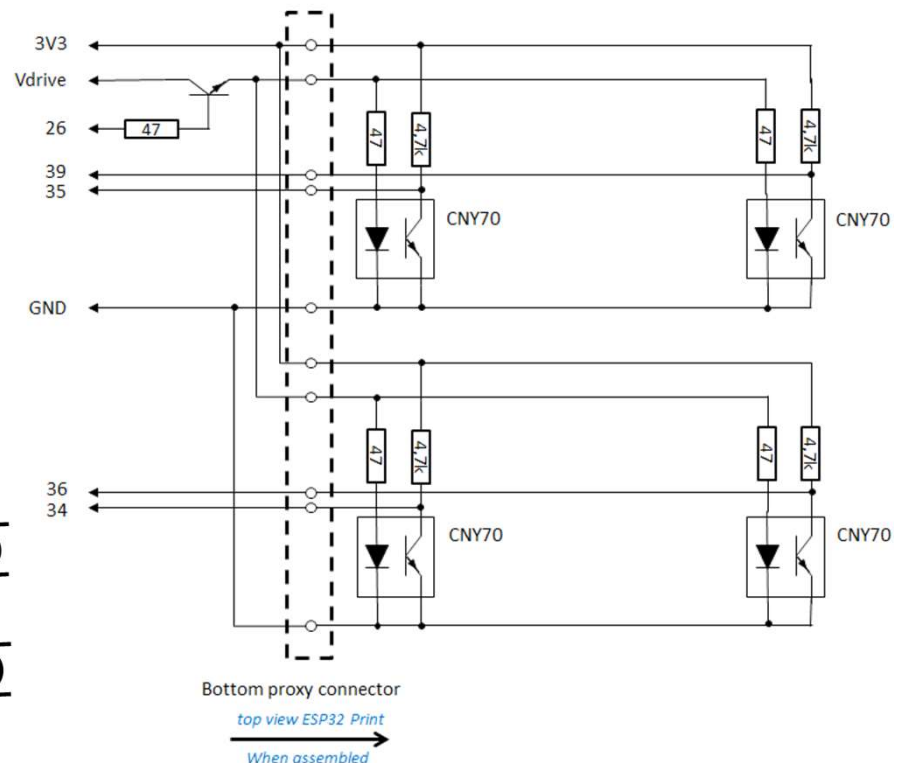 3V3
Vdrive
26
47
39
35
47
4,7k
47
4,7k
CNY70
CNY70
GND
47
4,7k
47
4,7k
36
34
CNY70
CNY70
Bottom proxy connector
top view ESP32 Print
When assembled